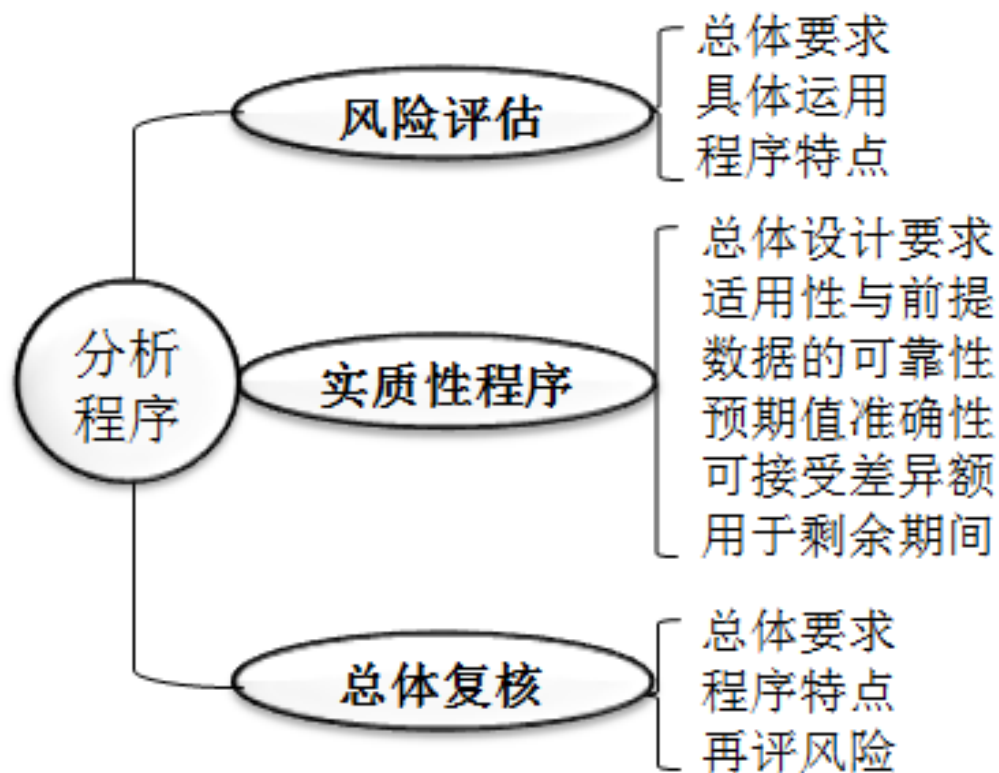 分析
程序
风险评估
总体要求
具体运用
程序特点
实质性程序
总体设计要求
适用性与前提
数据的可靠性
预期值准确性
可接受差异额
用于剩余期间
总体复核
总体要求
程序特点
再评风险